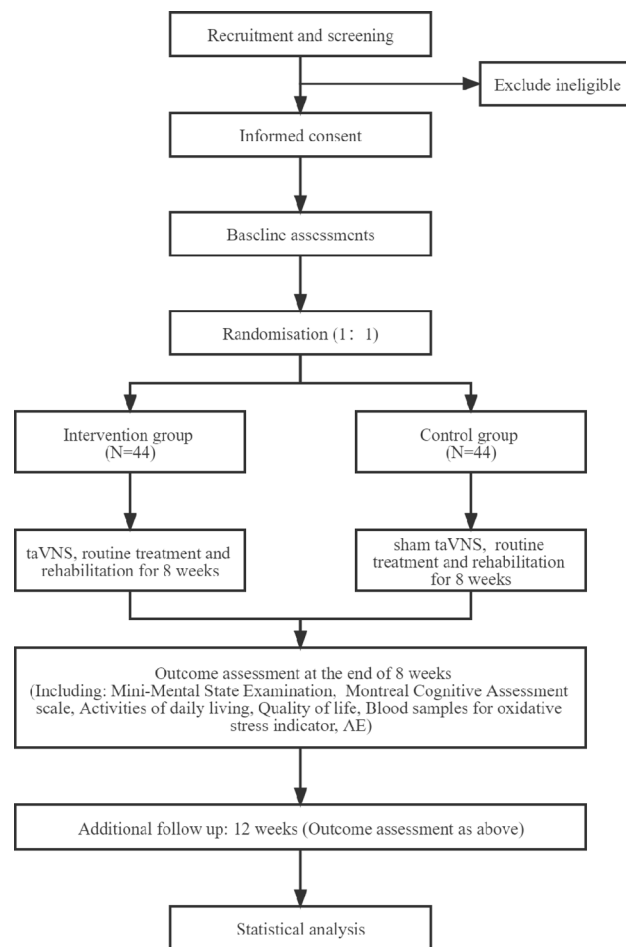 Recruitment and screening
Exclude ineligible
Informed consent
Baseline assessments
Randomisation (1：1)
Intervention group
(N=44)
Control group
(N=44)
taVNS, routine treatment and
rehabilitation for 8 weeks
sham taVNS, routine
treatment and rehabilitation
for 8 weeks
Outcome assessment at the end of 8 weeks
(Including: Mini-Mental State Examination, Montreal Cognitive Assessment
scale, Activities of daily living, Quality of life, Blood samples for oxidative
stress indicator, AE)
Additional follow up: 12 weeks (Outcome assessment as above)
Statistical analysis